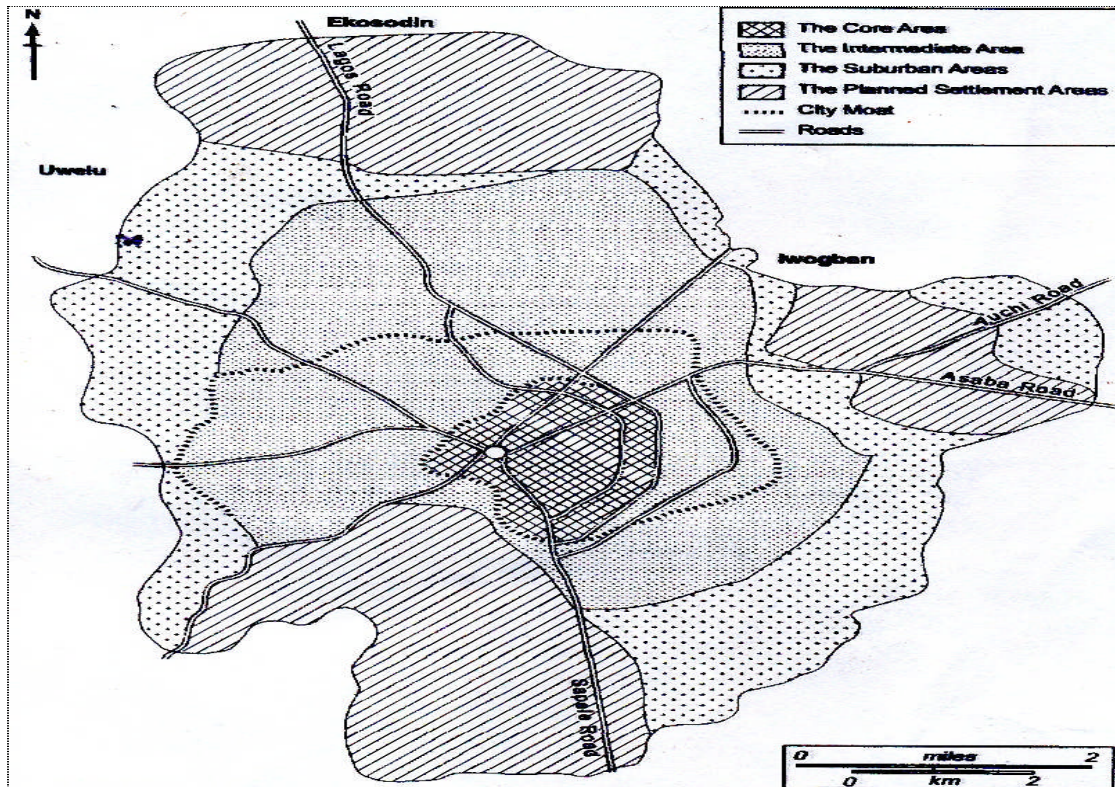 N
Ekosodin
Lagos Road
The Core Area
The Intermediate Area
The Suburban Areas
The Planned Settlement Areas
City Moat
Roads
Uwelu
Iwogban
Auchi Road
Asaba Road
Sapele Road
0 miles 2
0 km 2